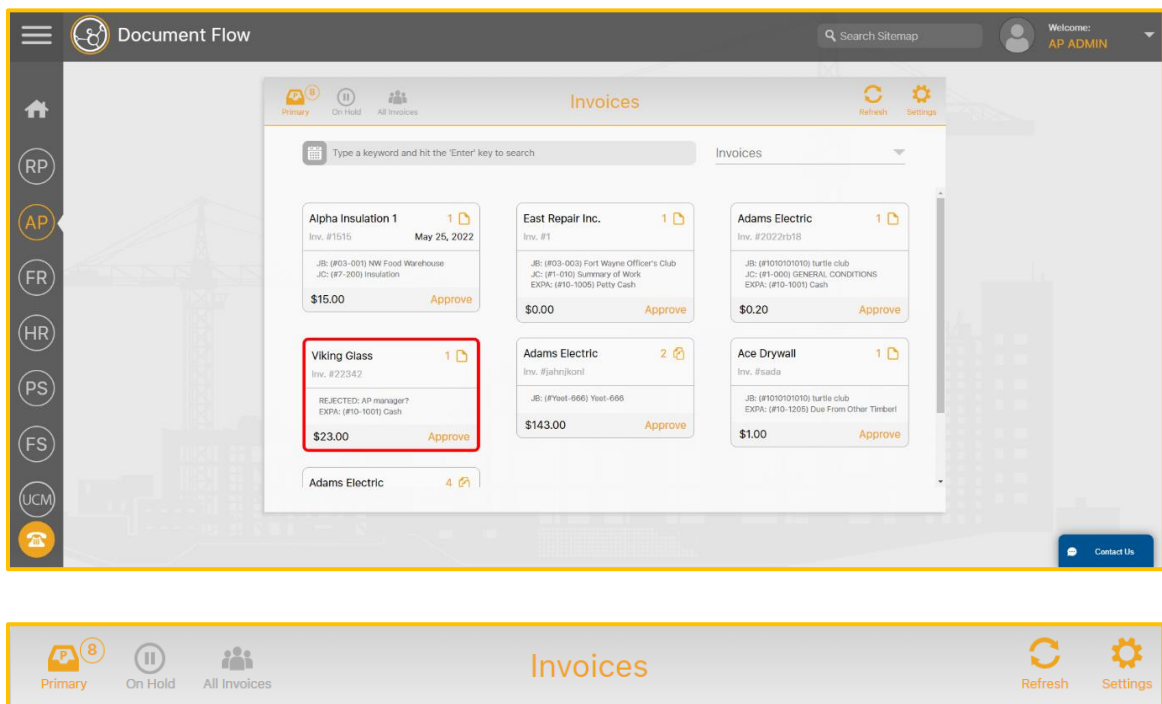 Document Flow
Search Sitemap
Welcome:
AP ADMIN
RP
AP
FR
HR
PS
FS
UCM
P
8
Primary
On Hold
All Invoices
Invoices
Refresh
Settings
Type a keyword and hit the 'Enter' key to search
Invoices
Alpha Insulation 1 1
Inv. #1515 May 25, 2022
JB: (#03-001) NW Food Warehouse
JC: (#7-200) Insulation
$15.00 Approve
East Repair Inc. 1
Inv. #1
JB: (#03-003) Fort Wayne Officer's Club
JC: (#1-010) Summary of Work
EXPA: (#10-1005) Petty Cash
$0.00 Approve
Adams Electric 1
Inv. #2022rb18
JB: (#1010101010) turtle club
JC: (#1-000) GENERAL CONDITIONS
EXPA: (#10-1001) Cash
$0.20 Approve
Viking Glass 1
Inv. #22342
REJECTED: AP manager?
EXPA: (#10-1001) Cash
$23.00 Approve
Adams Electric 2
Inv. #jahnjkonl
JB: (#Yeet-666) Yeet-666
$143.00 Approve
Ace Drywall 1
Inv. #sada
JB: (#1010101010) turtle club
EXPA: (#10-1205) Due From Other Timberl
$1.00 Approve
Adams Electric 4
Contact Us
P
8
Primary
On Hold
All Invoices
Invoices
Refresh
Settings